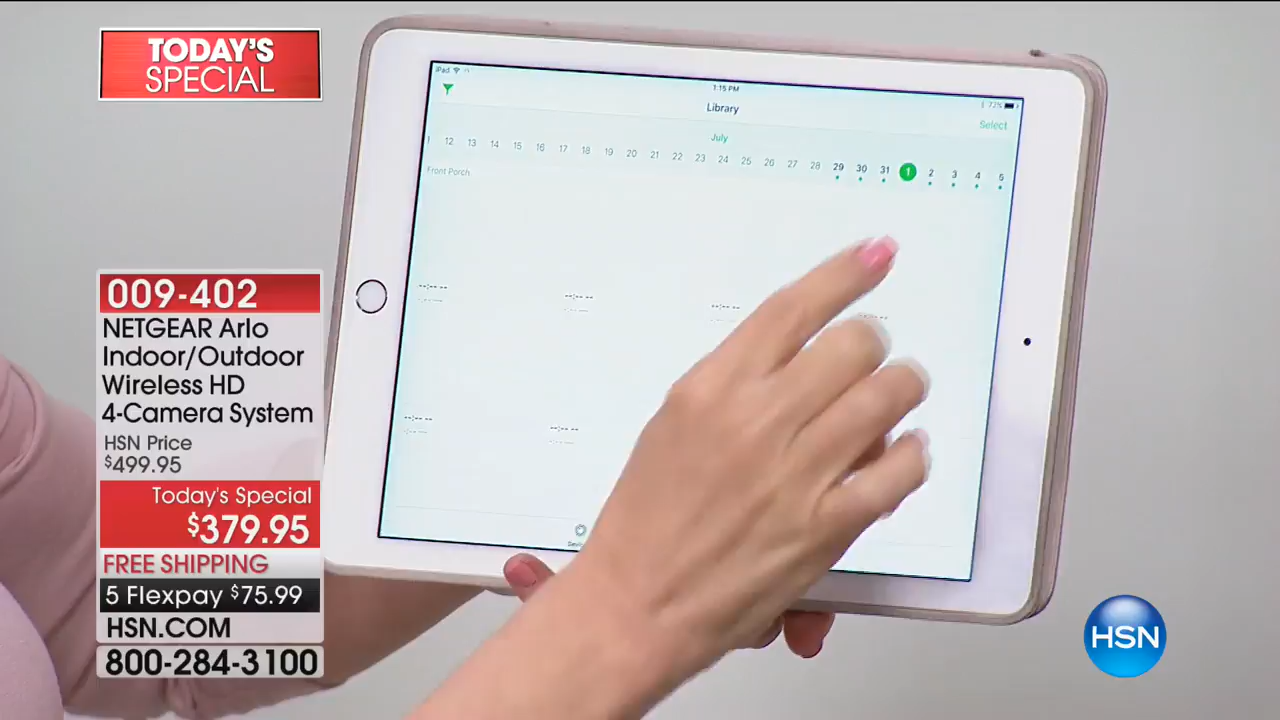 TODAY'S
SPECIAL
009-402
NETGEAR Arlo
Indoor/Outdoor
Wireless HD
4-Camera System
HSN Price
$499.95
Today's Special
$379.95
FREE SHIPPING
5 Flexpay $75.99
HSN.COM
800-284-3100
iPad
1:15 PM
77%
Library
Select
July
12 13 14 15 16 17 18 19 20 21 22 23 24 25 26 27 28 29 30 31 1 2 3 4 5
Front Porch
--:-- --
--:-- --
--:-- --
--:-- --
--:-- --
--:-- --
HSN